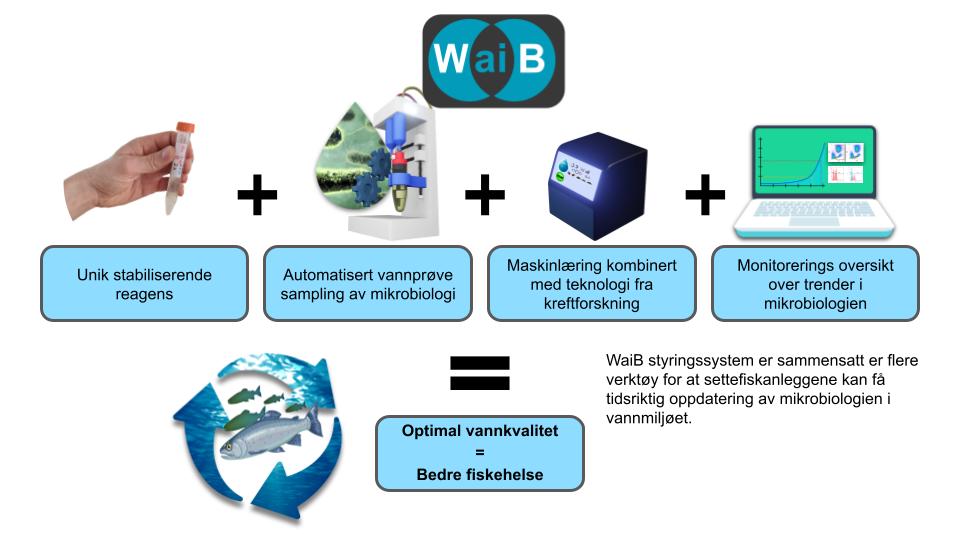 WaiB
Unik stabiliserende
reagens
Automatisert vannprøve
sampling av mikrobiologi
Maskinlæring kombinert
med teknologi fra
kreftforskning
Monitorerings oversikt
over trender i
mikrobiologien
WaiB styringssystem er sammensatt er flere
verktøy for at settefiskanleggene kan få
tidsriktig oppdatering av mikrobiologien i
vannmiljøet.
Optimal vannkvalitet
=
Bedre fiskehelse